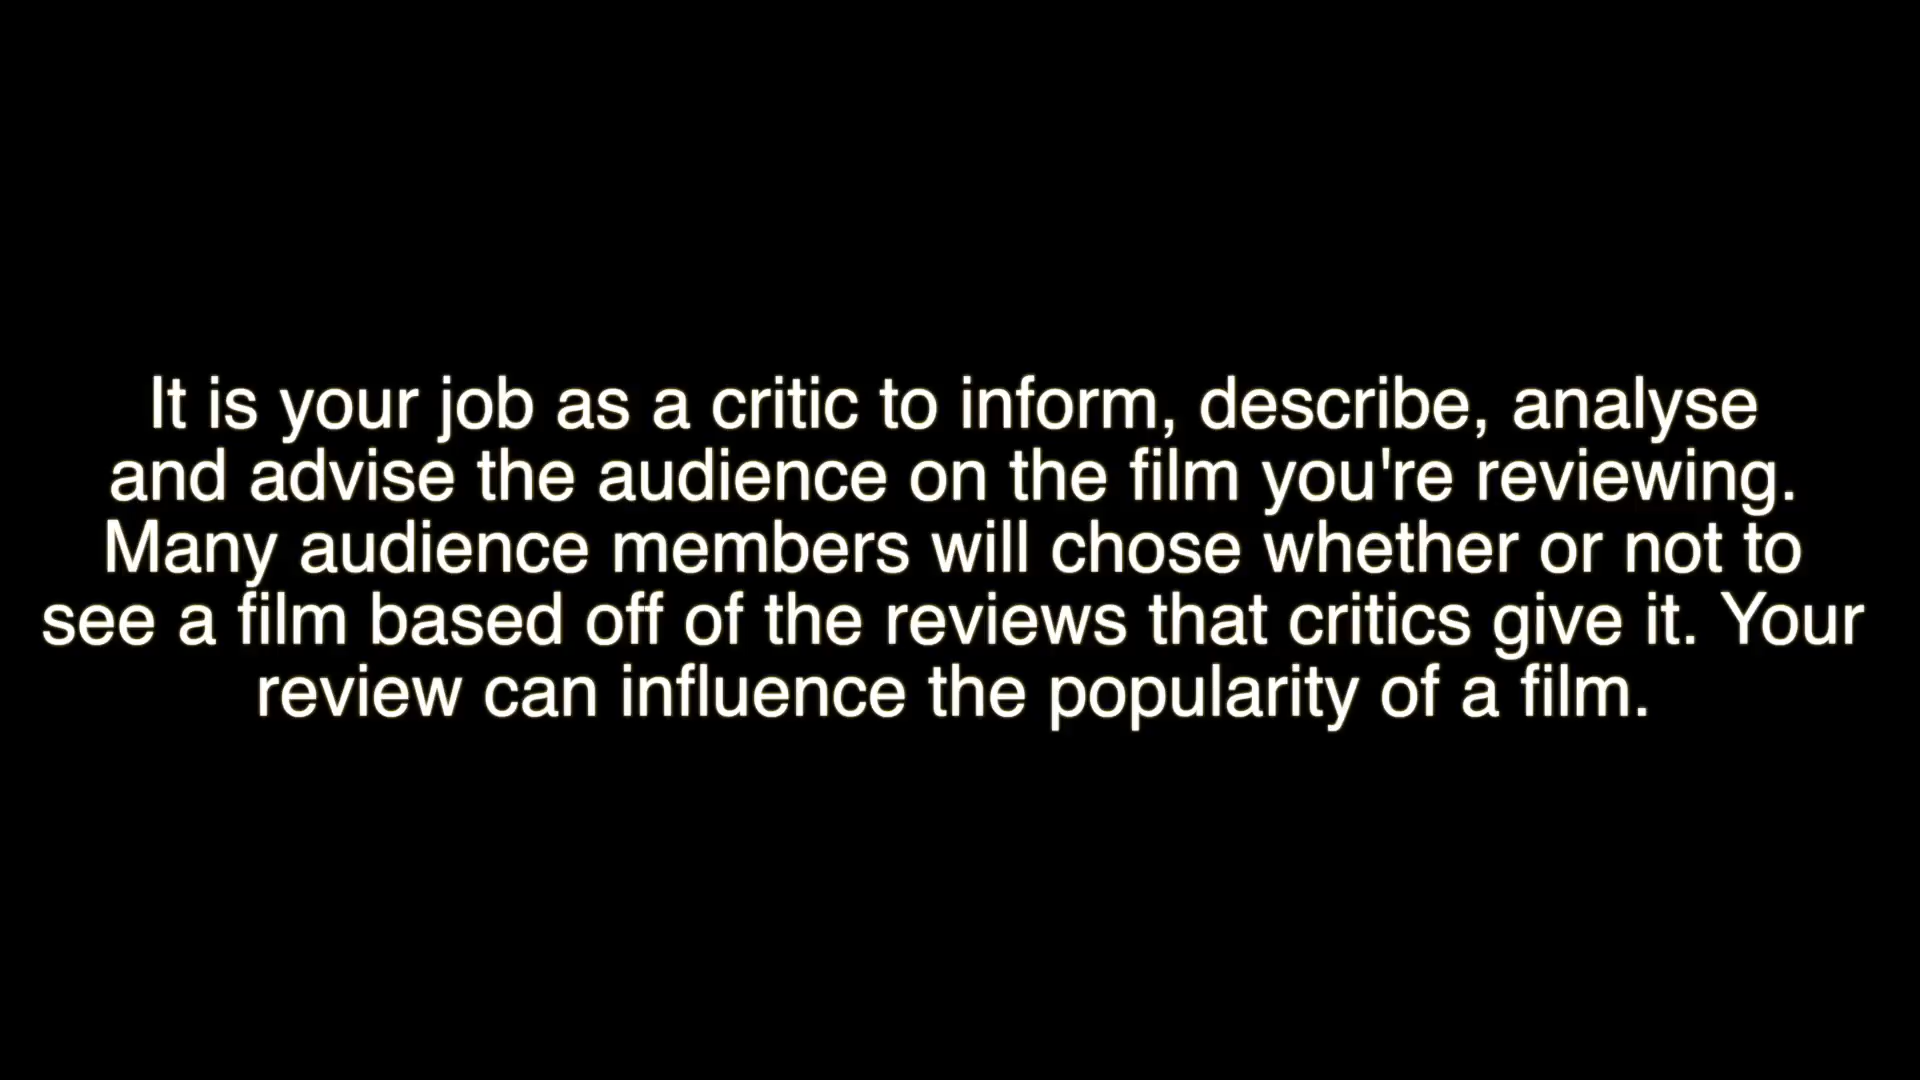 It is your job as a critic to inform, describe, analyse
and advise the audience on the film you're reviewing.
Many audience members will chose whether or not to
see a film based off of the reviews that critics give it. Your
review can influence the popularity of a film.